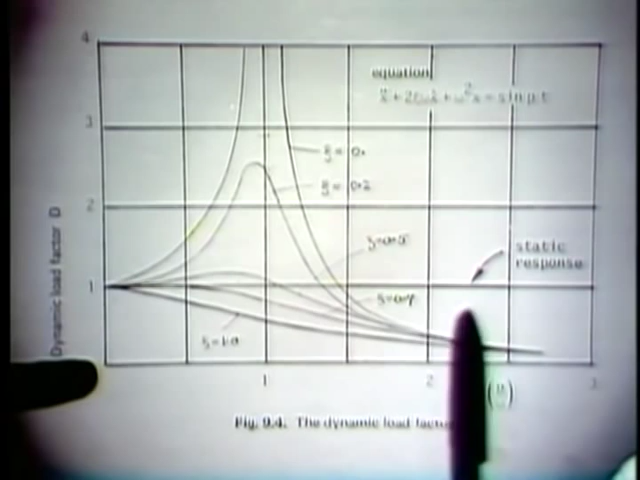 4
equation
ẍ + 2ζωẋ + ω²x = sin pt
3
ξ = 0.
ξ = 0.2
2
Dynamic load factor D
ξ=0.5
static
response
1
ξ=0.7
ξ=1.0
1
2
3
Fig. 9.4. The dynamic load facto